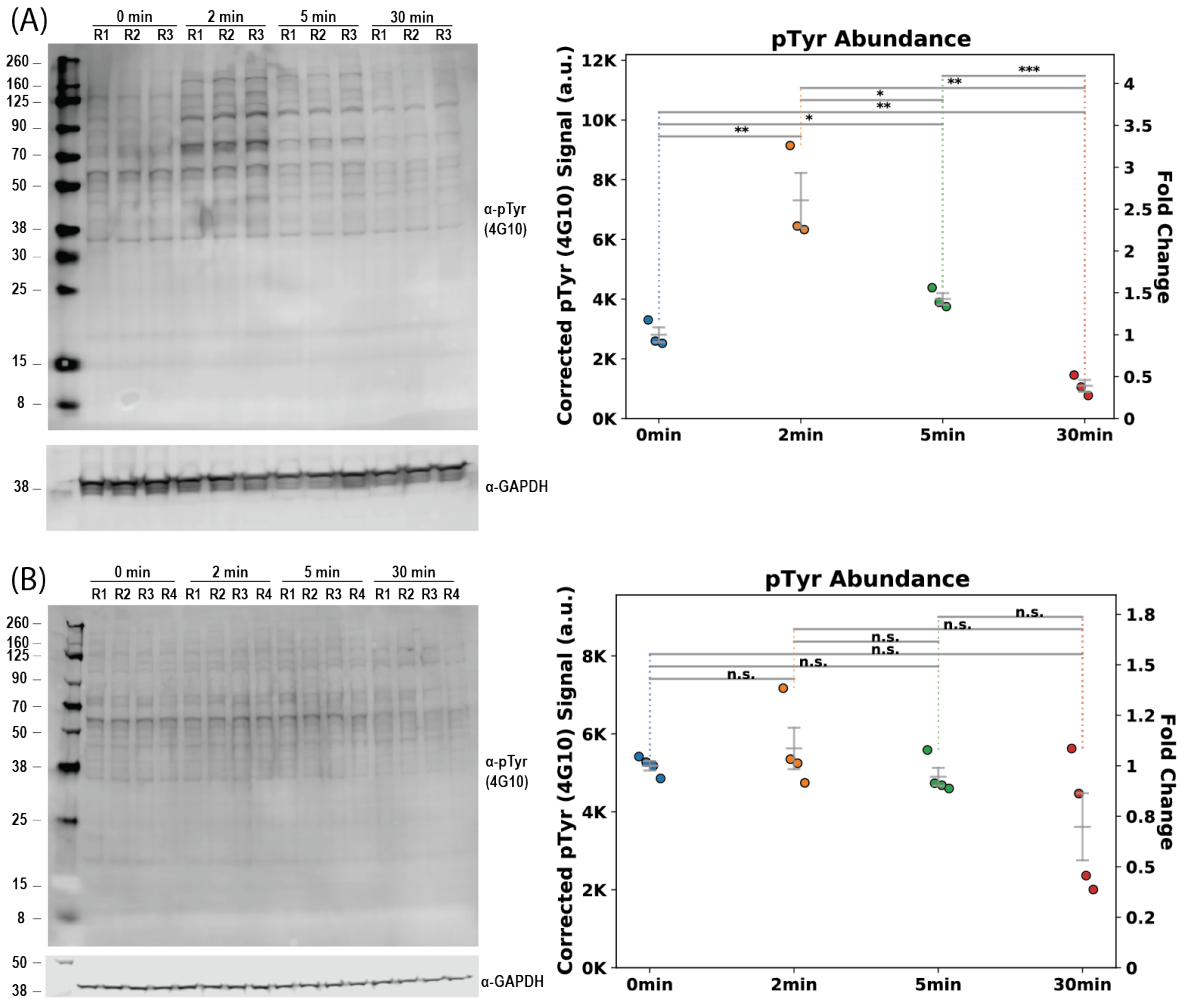 (A)
0 min 2 min 5 min 30 min
R1 R2 R3 R1 R2 R3 R1 R2 R3 R1 R2 R3
260
160
125
90
70
50
38
30
25
15
8
α-pTyr
(4G10)
38
α-GAPDH
pTyr Abundance
Corrected pTyr (4G10) Signal (a.u.)
12K
10K
8K
6K
4K
2K
0K
***
**
*
**
*
**
4
3.5
3
2.5
2
1.5
1
0.5
0
Fold Change
0min 2min 5min 30min
(B)
0 min 2 min 5 min 30 min
R1 R2 R3 R4 R1 R2 R3 R4 R1 R2 R3 R4 R1 R2 R3 R4
260
160
125
90
70
50
38
25
15
8
α-pTyr
(4G10)
50
38
α-GAPDH
pTyr Abundance
Corrected pTyr (4G10) Signal (a.u.)
8K
6K
4K
2K
0K
n.s.
n.s.
n.s.
n.s.
n.s.
n.s.
1.8
1.5
1.2
1
0.8
0.5
0.2
0
Fold Change
0min 2min 5min 30min